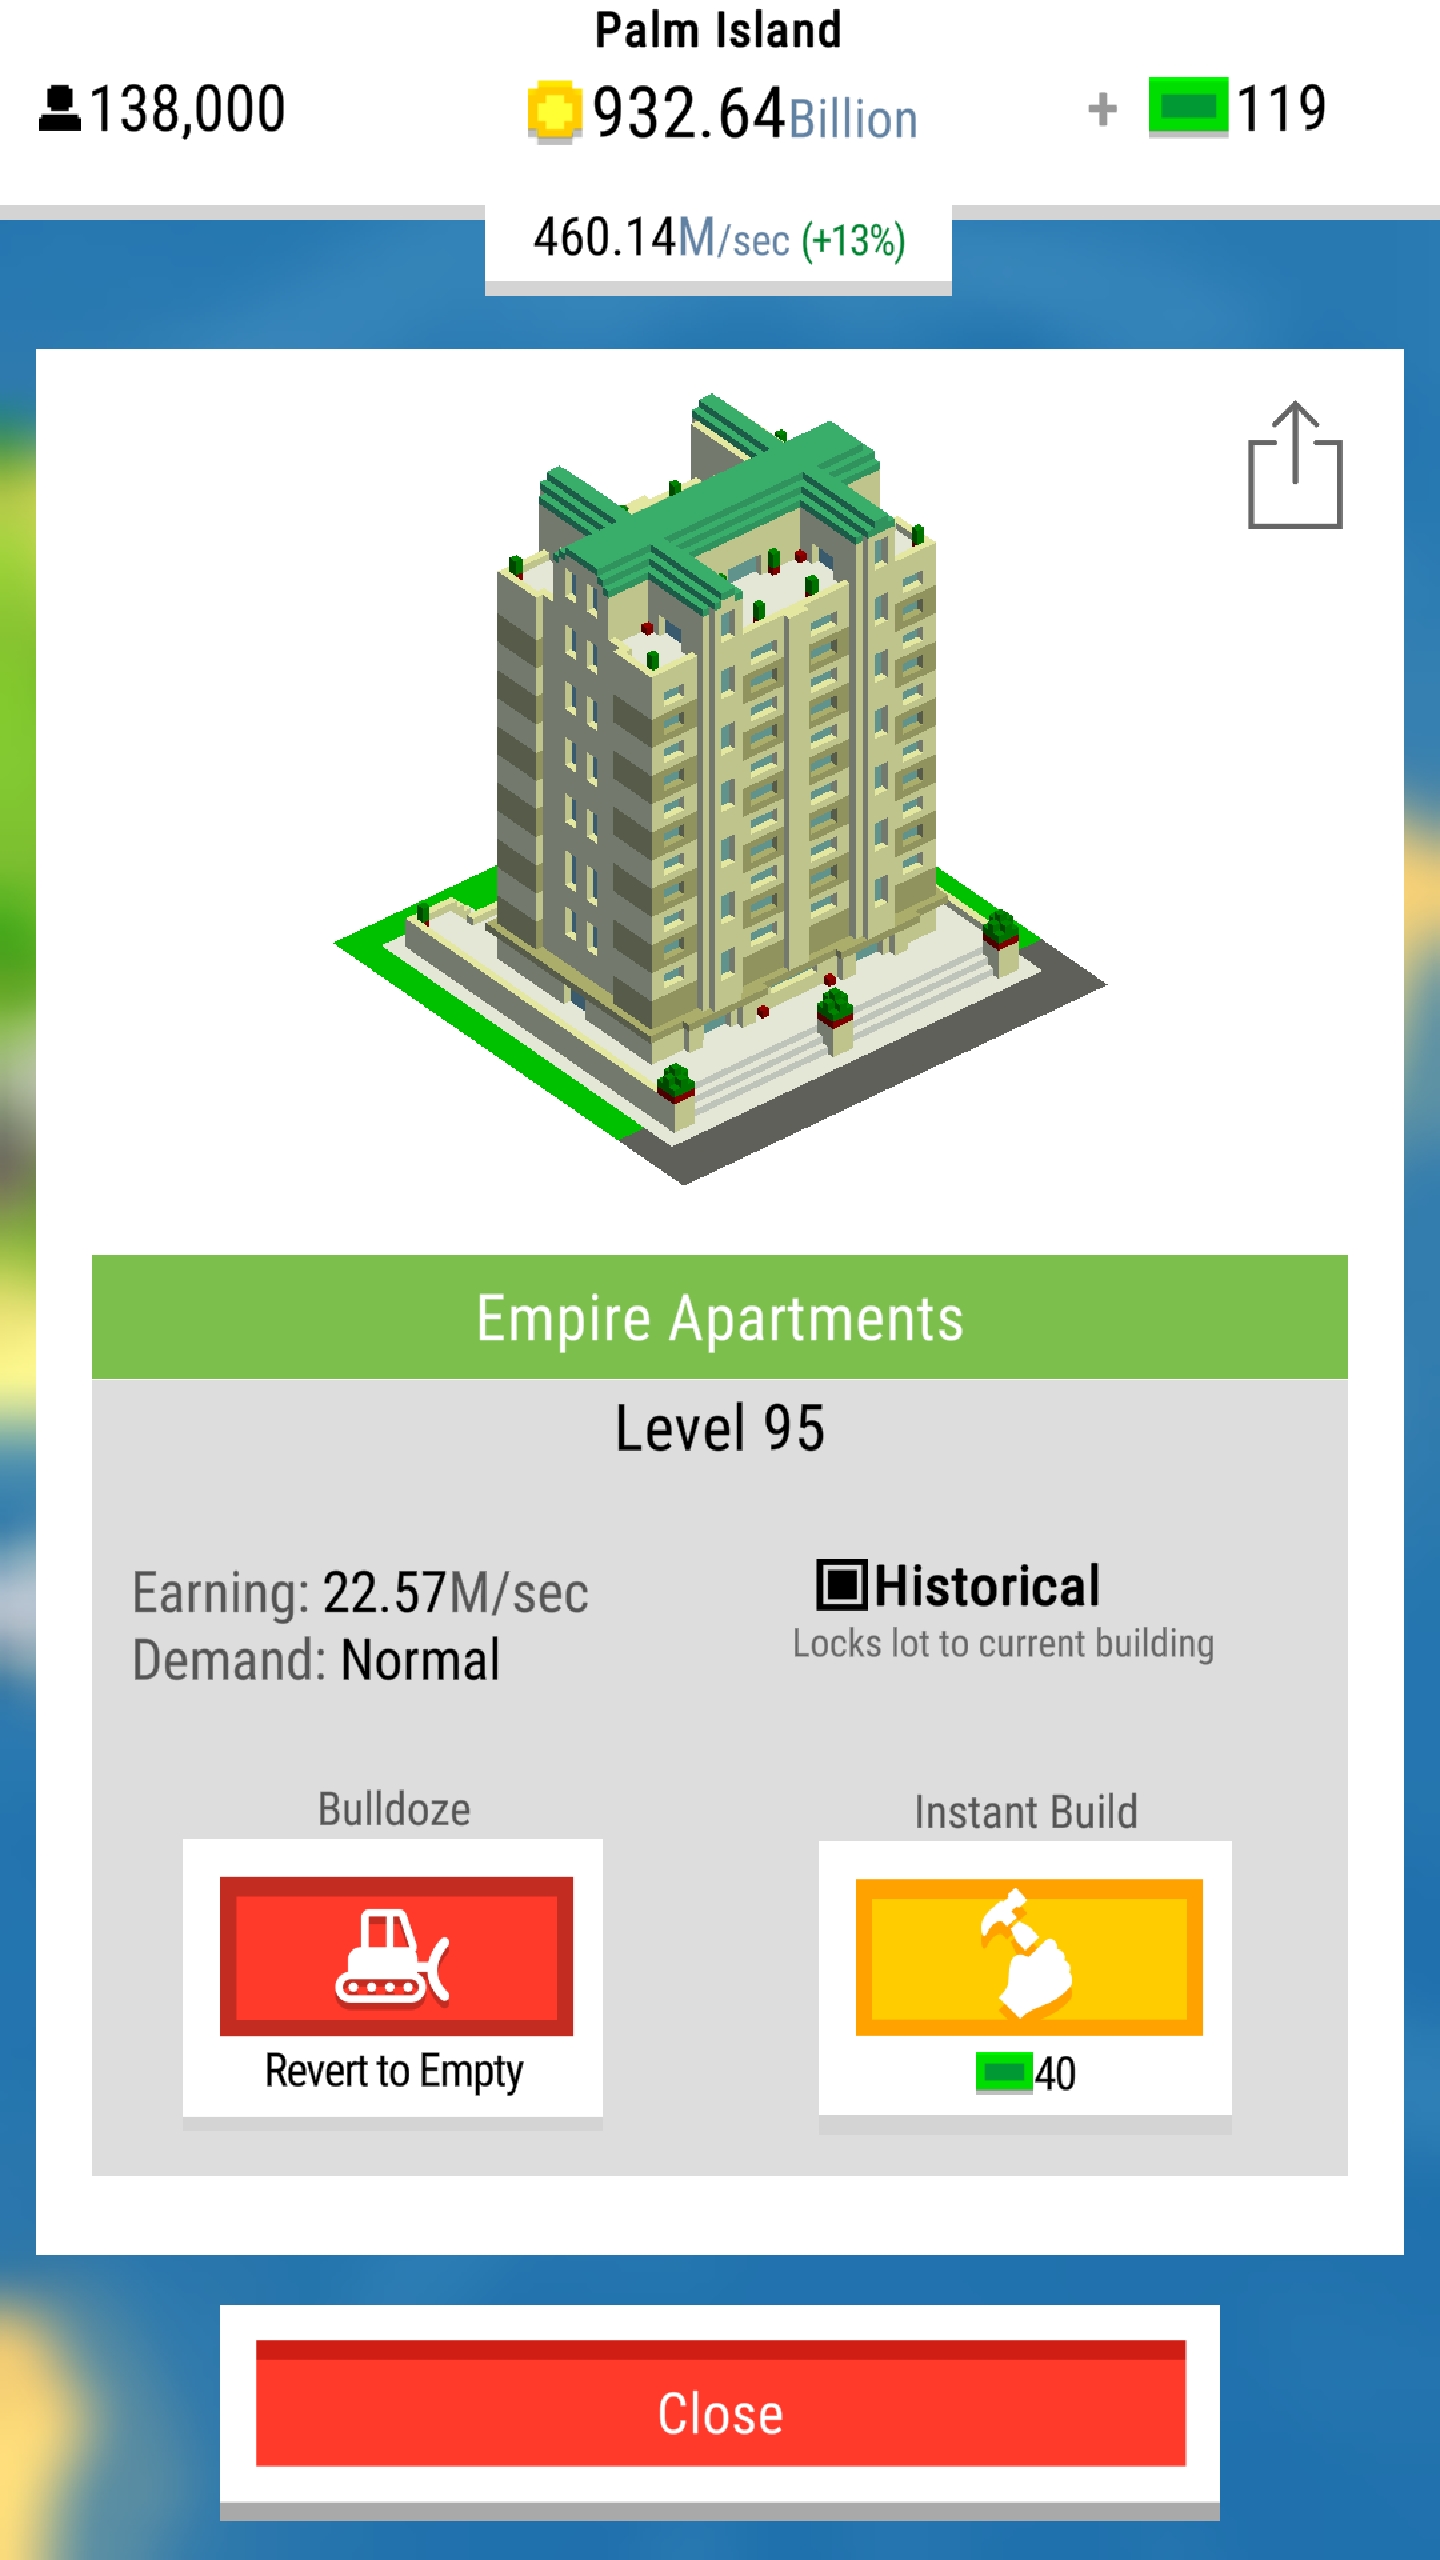 Palm Island
138,000
932.64Billion
+ 119
460.14M/sec (+13%)
Empire Apartments
Level 95
Earning: 22.57M/sec
Demand: Normal
Historical
Locks lot to current building
Bulldoze
Revert to Empty
Instant Build
40
Close